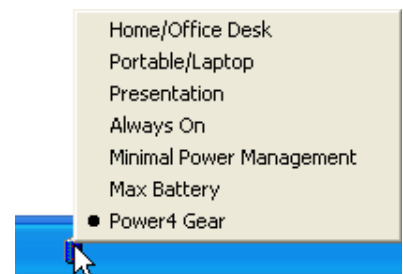 Home/Office Desk
Portable/Laptop
Presentation
Always On
Minimal Power Management
Max Battery
Power4 Gear